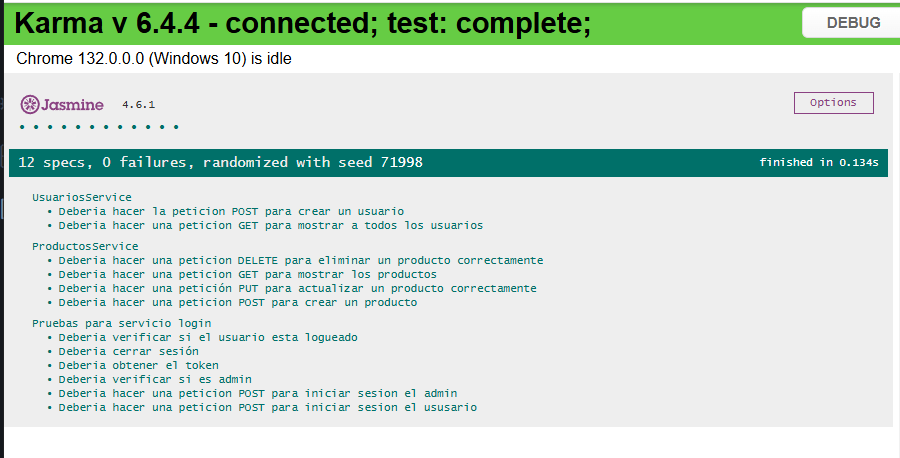 Karma v 6.4.4 - connected; test: complete;
DEBUG
Chrome 132.0.0.0 (Windows 10) is idle
Jasmine 4.6.1
Options
• • • • • • • • • • • •
12 specs, 0 failures, randomized with seed 71998
finished in 0.134s
UsuariosService
• Deberia hacer la peticion POST para crear un usuario
• Deberia hacer una peticion GET para mostrar a todos los usuarios
ProductosService
• Deberia hacer una peticion DELETE para eliminar un producto correctamente
• Deberia hacer una peticion GET para mostrar los productos
• Deberia hacer una petición PUT para actualizar un producto correctamente
• Deberia hacer una peticion POST para crear un producto
Pruebas para servicio login
• Deberia verificar si el usuario esta logueado
• Deberia cerrar sesión
• Deberia obtener el token
• Deberia verificar si es admin
• Deberia hacer una peticion POST para iniciar sesion el admin
• Deberia hacer una peticion POST para iniciar sesion el ususario